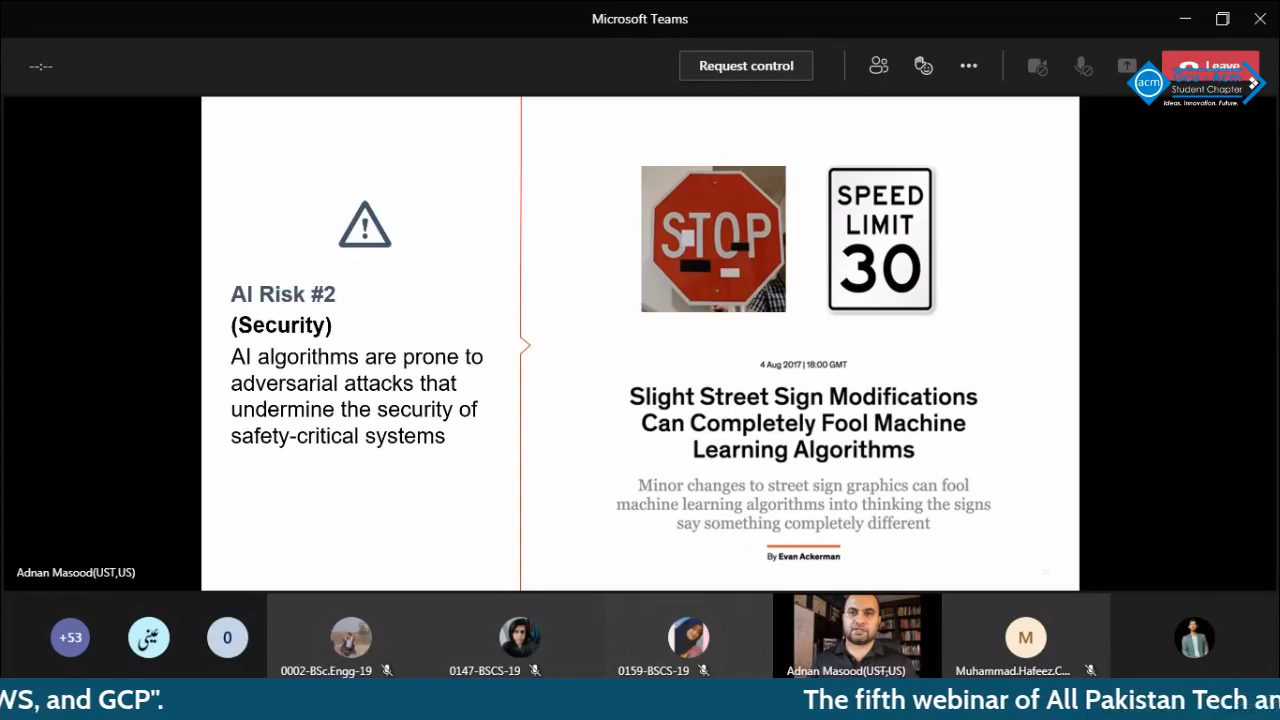 Microsoft Teams
--:--
Request control
Leave
acm
Student Chapter
Ideas. Innovation. Future.
STOP
SPEED
LIMIT
30
AI Risk #2
(Security)
AI algorithms are prone to
adversarial attacks that
undermine the security of
safety-critical systems
4 Aug 2017 | 18:00 GMT
Slight Street Sign Modifications
Can Completely Fool Machine
Learning Algorithms
Minor changes to street sign graphics can fool
machine learning algorithms into thinking the signs
say something completely different
By Evan Ackerman
Adnan Masood(UST,US)
+53
عینی
0
0002-BSc.Engg-19
0147-BSCS-19
0159-BSCS-19
Adnan Masood(UST,US)
M
Muhammad.Hafeez.C...
WS, and GCP".
The fifth webinar of All Pakistan Tech an